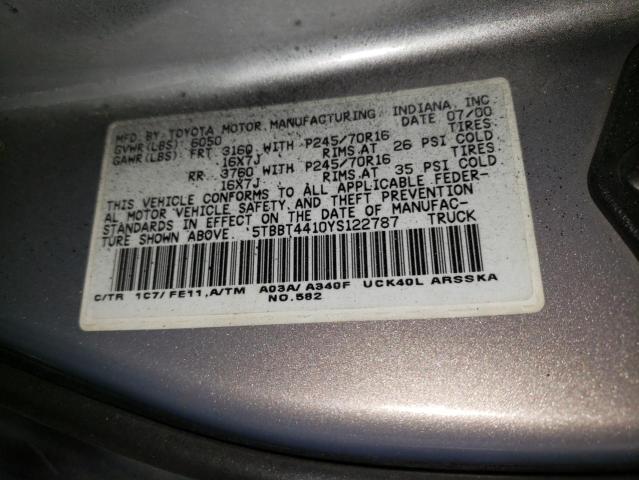 MFD. BY: TOYOTA MOTOR MANUFACTURING, INDIANA, INC.
GVWR(LBS): 6050 DATE: 07/00
GAWR(LBS): FRT. 3160 WITH P245/70R16 TIRES,
16X7J RIMS,AT 26 PSI COLD
RR. 3760 WITH P245/70R16 TIRES,
16X7J RIMS,AT 35 PSI COLD
THIS VEHICLE CONFORMS TO ALL APPLICABLE FEDER-
AL MOTOR VEHICLE SAFETY, AND THEFT PREVENTION
STANDARDS IN EFFECT ON THE DATE OF MANUFAC-
TURE SHOWN ABOVE. 5TBBT4410YS122787 TRUCK
C/TR 1C7/ FE11,A/TM A03A/ A340F UCK40L ARSSKA
NO.582